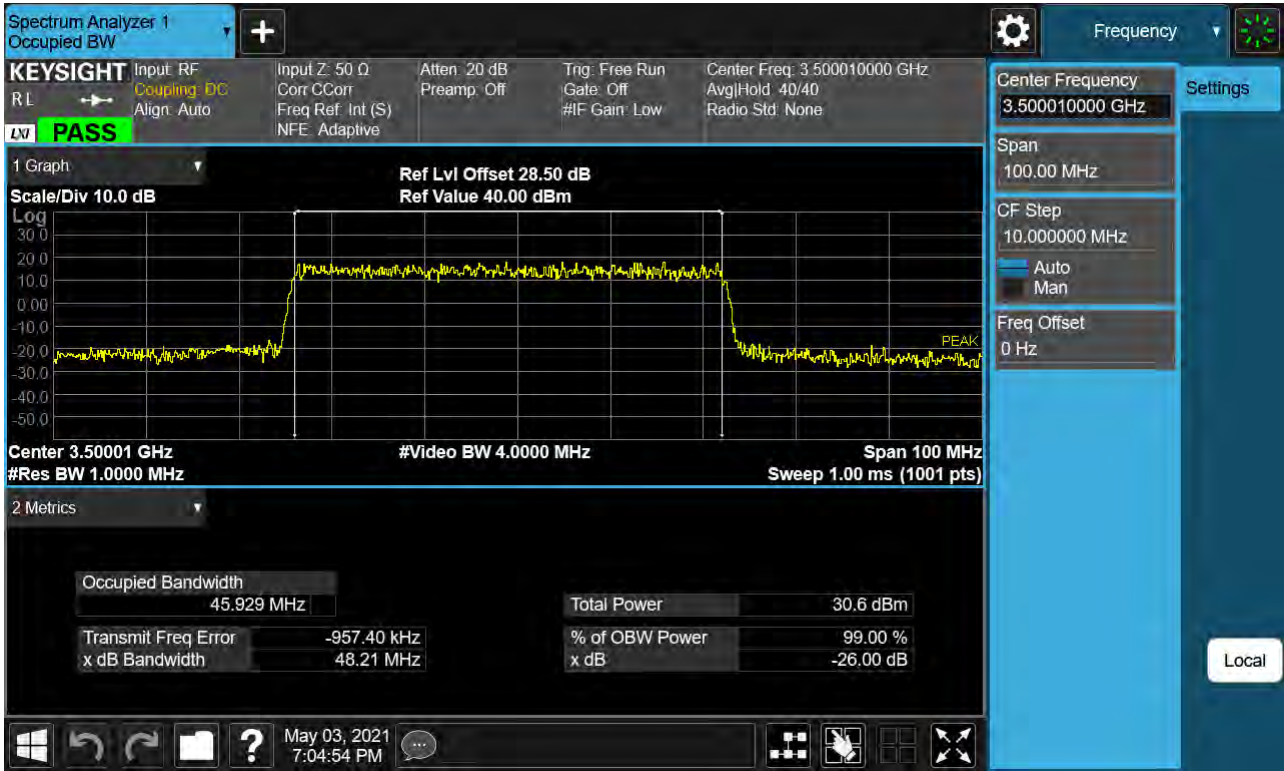 Spectrum Analyzer 1
Occupied BW
+
Frequency
KEYSIGHT
R L
LXI
PASS
Input: RF
Coupling: DC
Align: Auto
Input Z: 50 Ω
Corr CCorr
Freq Ref: Int (S)
NFE: Adaptive
Atten: 20 dB
Preamp: Off
Trig: Free Run
Gate: Off
#IF Gain: Low
Center Freq: 3.500010000 GHz
Avg|Hold: 40/40
Radio Std: None
Center Frequency
3.500010000 GHz
Settings
Span
100.00 MHz
CF Step
10.000000 MHz
Auto
Man
Freq Offset
0 Hz
Local
1 Graph
Scale/Div 10.0 dB
Ref Lvl Offset 28.50 dB
Ref Value 40.00 dBm
Log
30.0
20.0
10.0
0.00
-10.0
-20.0
-30.0
-40.0
-50.0
PEAK
Center 3.50001 GHz
#Res BW 1.0000 MHz
#Video BW 4.0000 MHz
Span 100 MHz
Sweep 1.00 ms (1001 pts)
2 Metrics
Occupied Bandwidth
45.929 MHz
Transmit Freq Error -957.40 kHz
x dB Bandwidth 48.21 MHz
Total Power 30.6 dBm
% of OBW Power 99.00 %
x dB -26.00 dB
?
May 03, 2021
7:04:54 PM